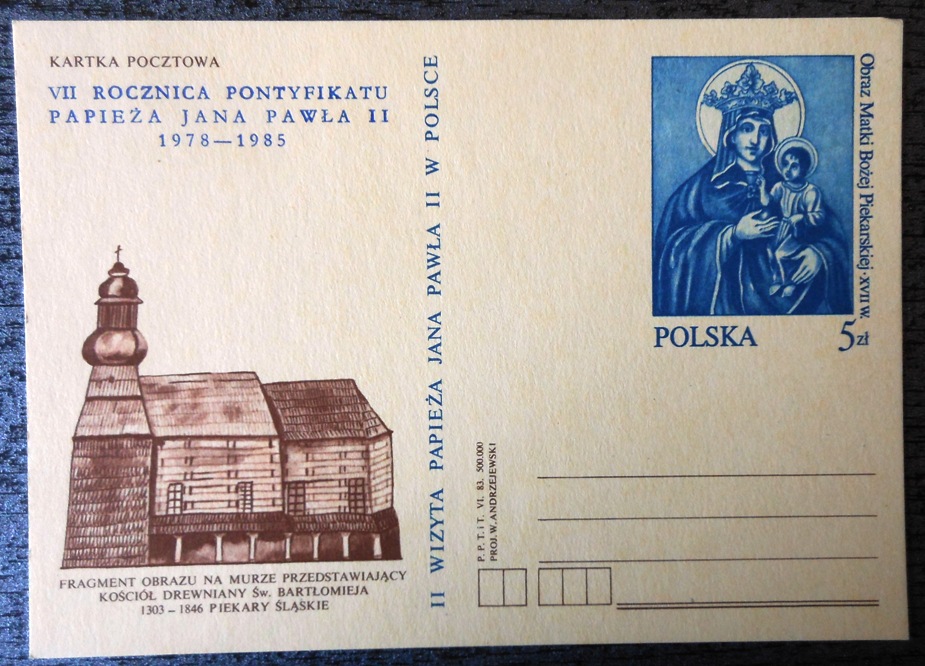 KARTKA POCZTOWA
VII ROCZNICA PONTYFIKATU
PAPIEŻA JANA PAWŁA II
1978—1985
FRAGMENT OBRAZU NA MURZE PRZEDSTAWIAJĄCY
KOŚCIÓŁ DREWNIANY ŚW. BARTŁOMIEJA
1303 – 1846 PIEKARY ŚLĄSKIE
II WIZYTA PAPIEŻA JANA PAWŁA II W POLSCE
Obraz Matki Bożej Piekarskiej · XVII w.
POLSKA 5 zł
P. P. T. i T. VI. 83. 500.000
PROJ. W. ANDRZEJEWSKI